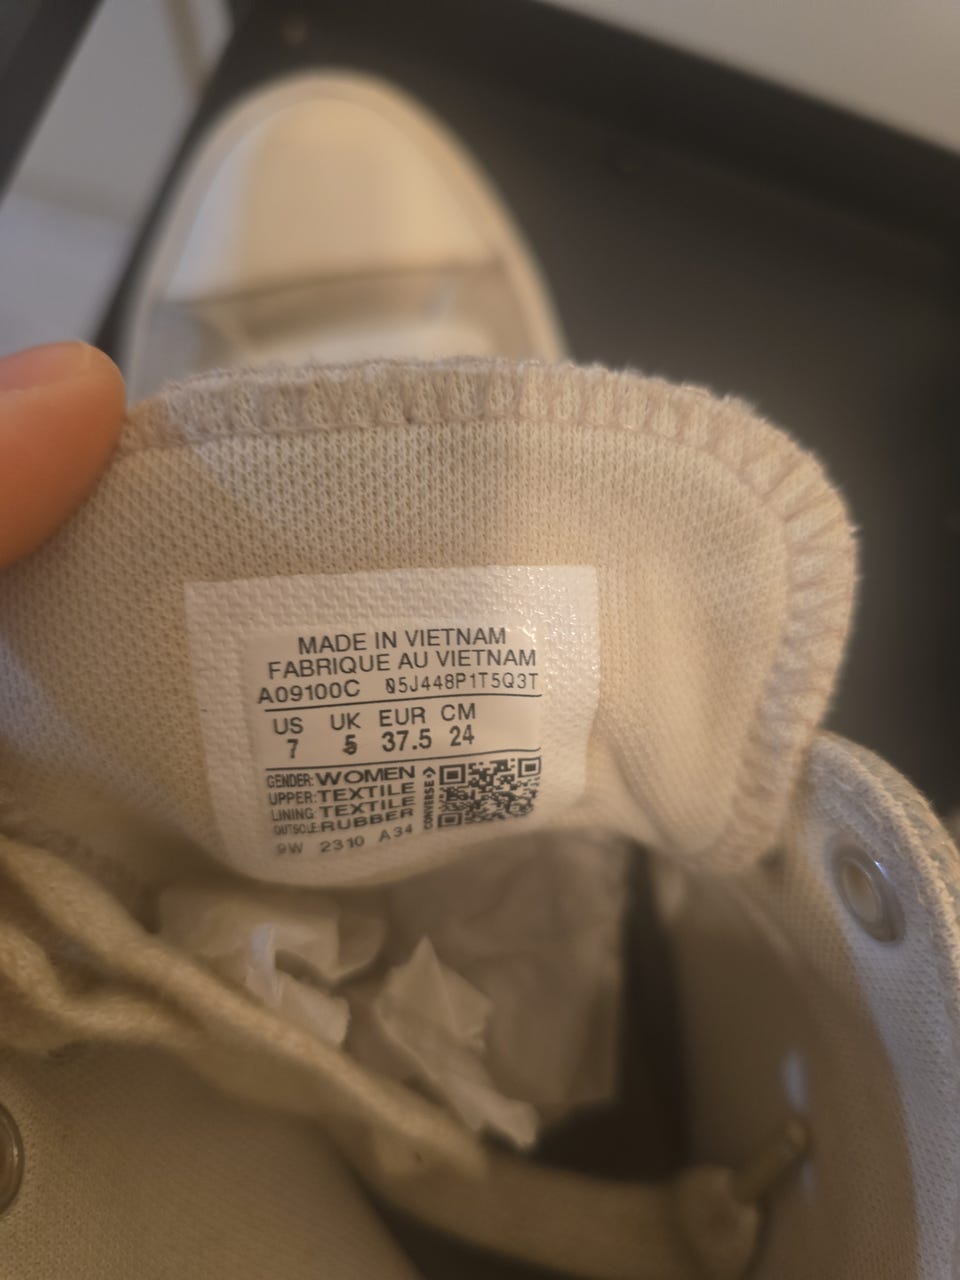 MADE IN VIETNAM
FABRIQUE AU VIETNAM
A09100C 05J448P1T5Q3T
US UK EUR CM
7 5 37.5 24
GENDER: WOMEN
UPPER: TEXTILE
LINING: TEXTILE
OUTSOLE: RUBBER
CONVERSE
9W 2310 A34